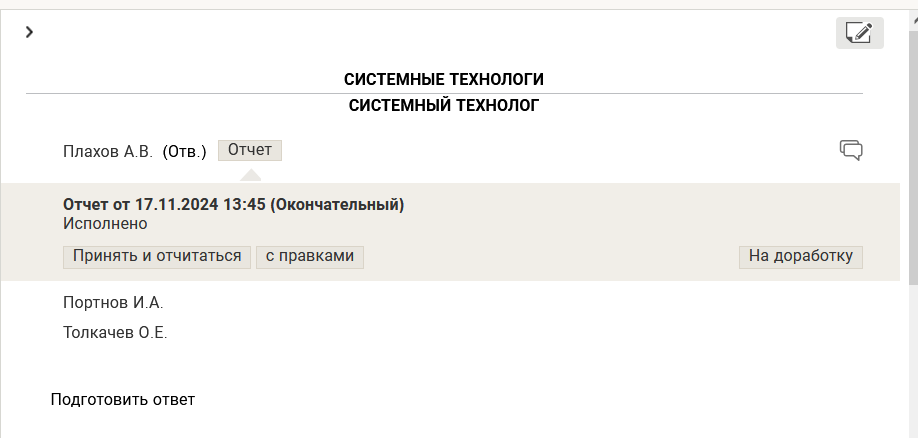 СИСТЕМНЫЕ ТЕХНОЛОГИ
СИСТЕМНЫЙ ТЕХНОЛОГ
Плахов А.В. (Отв.) Отчет
Отчет от 17.11.2024 13:45 (Окончательный)
Исполнено
Принять и отчитаться с правками На доработку
Портнов И.А.
Толкачев О.Е.
Подготовить ответ